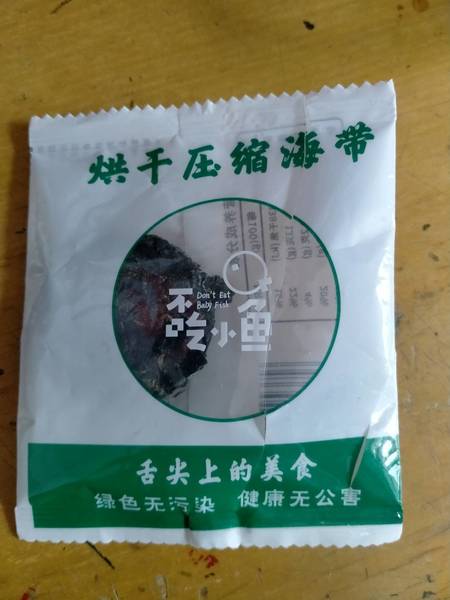 烘干压缩海带
Don't Eat
Baby Fish
不吃小鱼
舌尖上的美食
绿色无污染 健康无公害